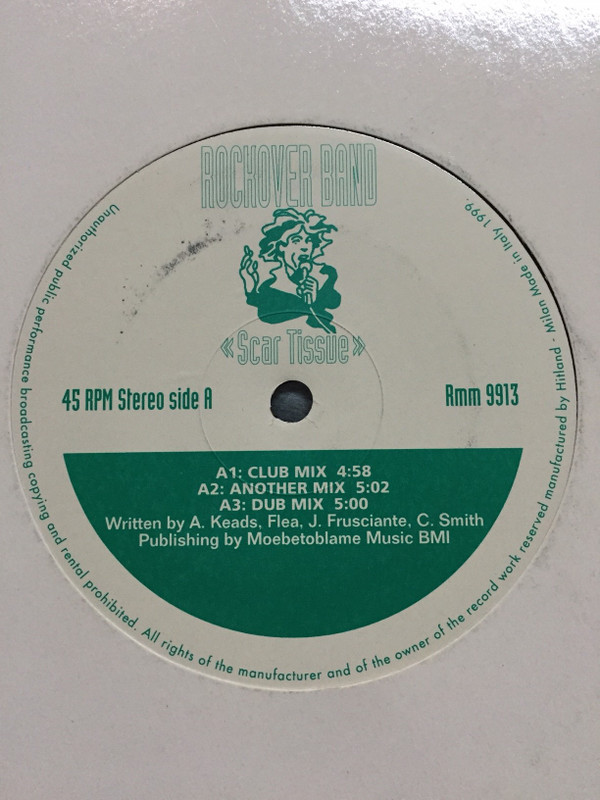 ROCKOVER BAND
«Scar Tissue»
45 RPM Stereo side A
Rmm 9913
A1: CLUB MIX 4:58
A2: ANOTHER MIX 5:02
A3: DUB MIX 5:00
Written by A. Keads, Flea, J. Frusciante, C. Smith
Publishing by Moebetoblame Music BMI
Unauthorized public performance broadcasting copying and rental prohibited. All rights of the manufacturer and of the owner of the record work reserved manufactured by Hitland - Milan Made in Italy 1999.